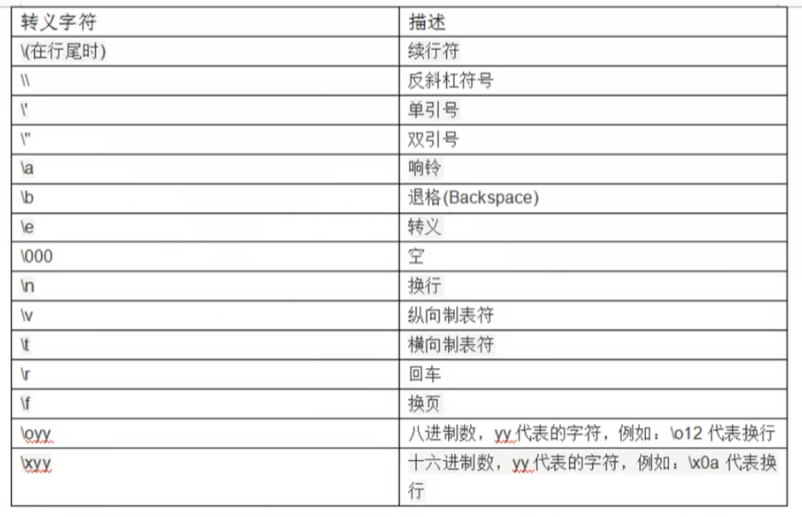 转义字符 描述
\(在行尾时) 续行符
\\ 反斜杠符号
\' 单引号
\" 双引号
\a 响铃
\b 退格(Backspace)
\e 转义
\000 空
\n 换行
\v 纵向制表符
\t 横向制表符
\r 回车
\f 换页
\oyy 八进制数，yy代表的字符，例如：\o12 代表换行
\xyy 十六进制数，yy代表的字符，例如：\x0a 代表换
行